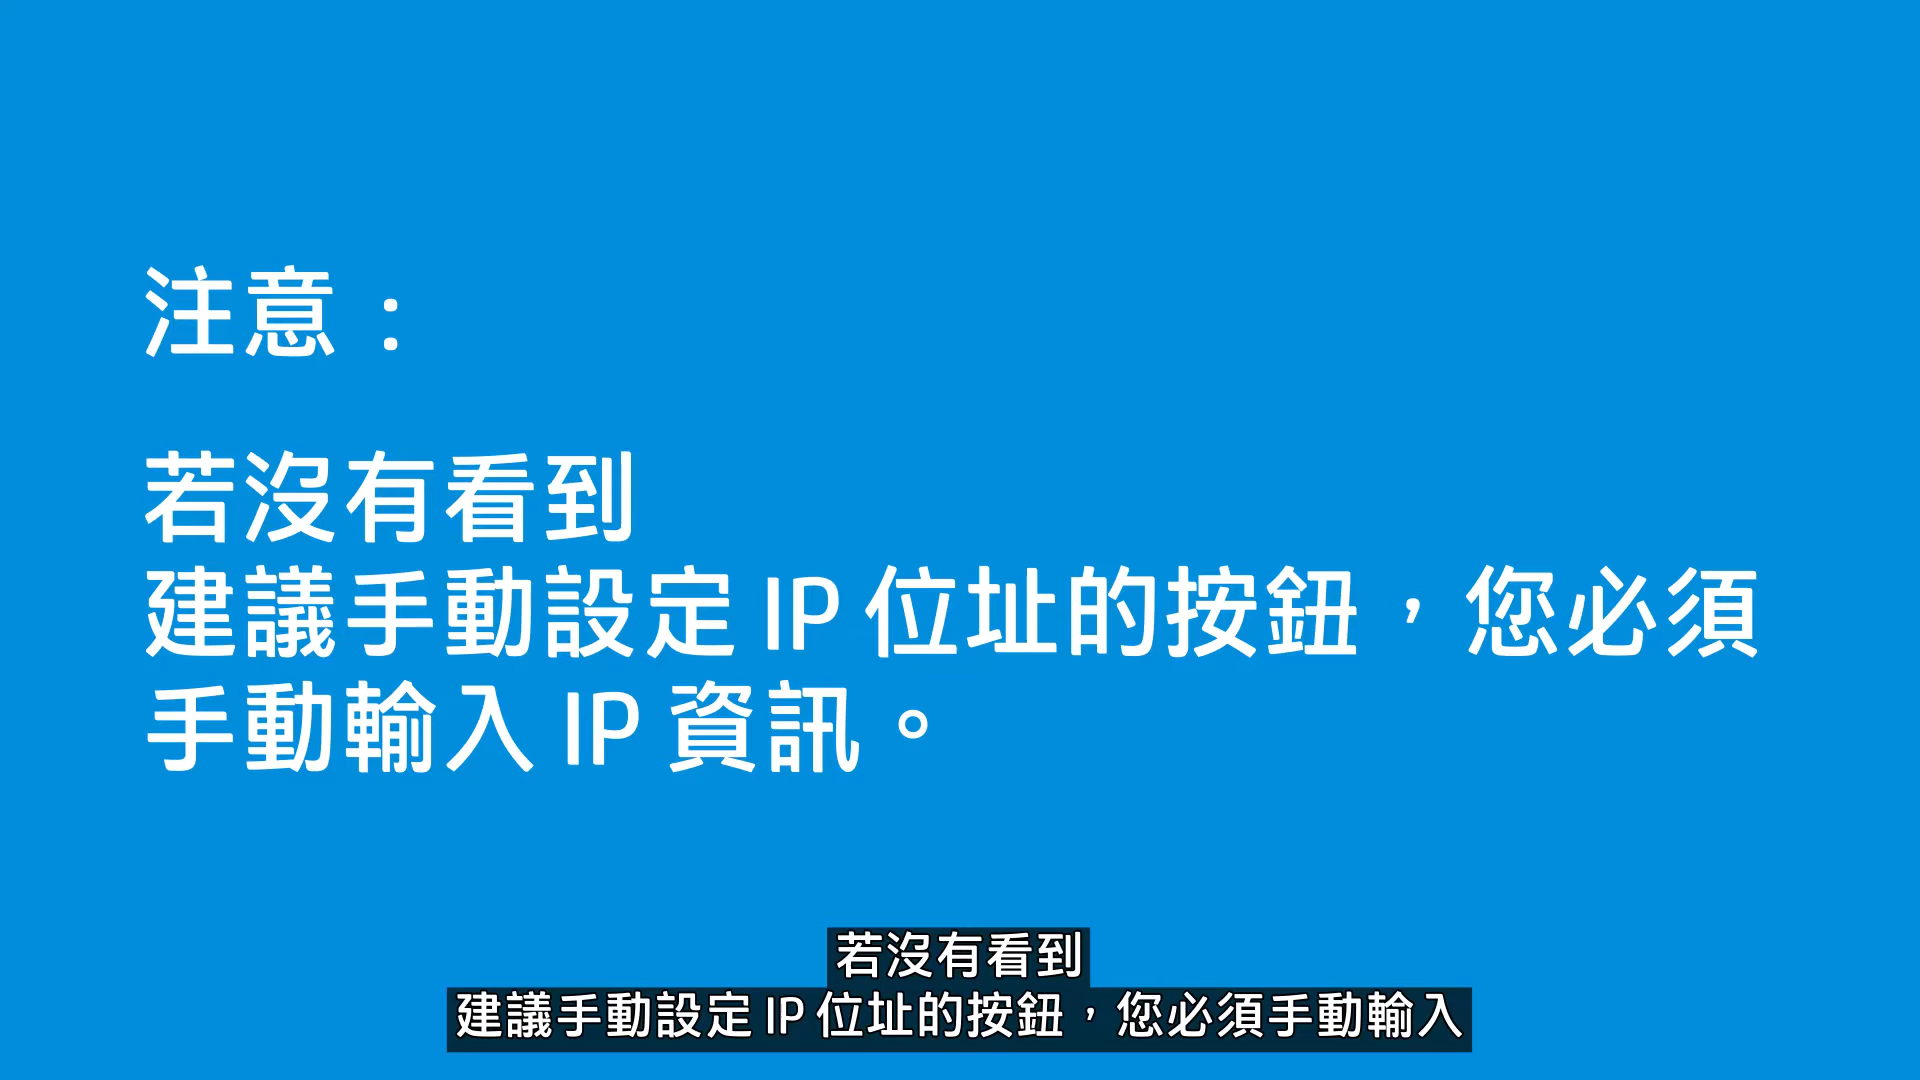 注意：
若沒有看到
建議手動設定 IP 位址的按鈕，您必須
手動輸入 IP 資訊。
若沒有看到
建議手動設定 IP 位址的按鈕，您必須手動輸入